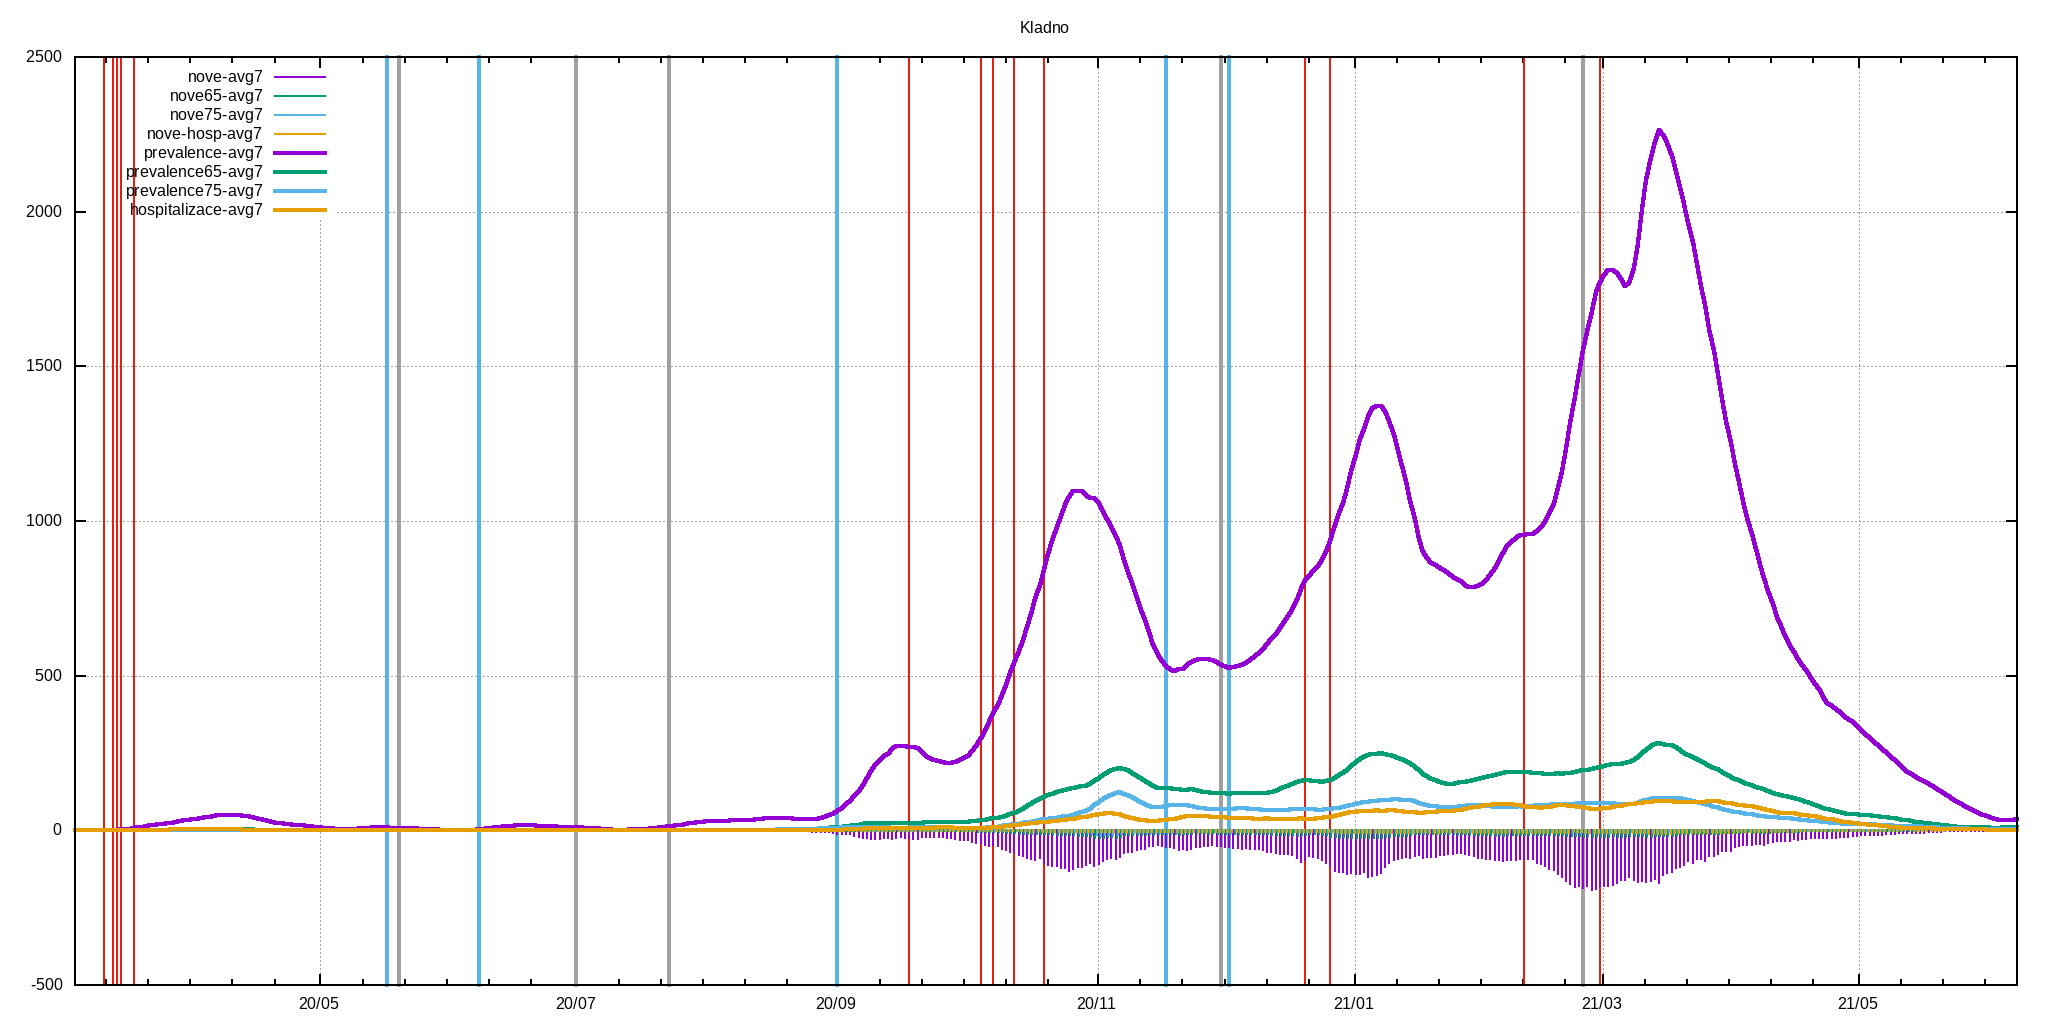 Kladno
2500
2000
1500
1000
500
0
-500
nove-avg7
nove65-avg7
nove75-avg7
nove-hosp-avg7
prevalence-avg7
prevalence65-avg7
prevalence75-avg7
hospitalizace-avg7
20/05 20/07 20/09 20/11 21/01 21/03 21/05